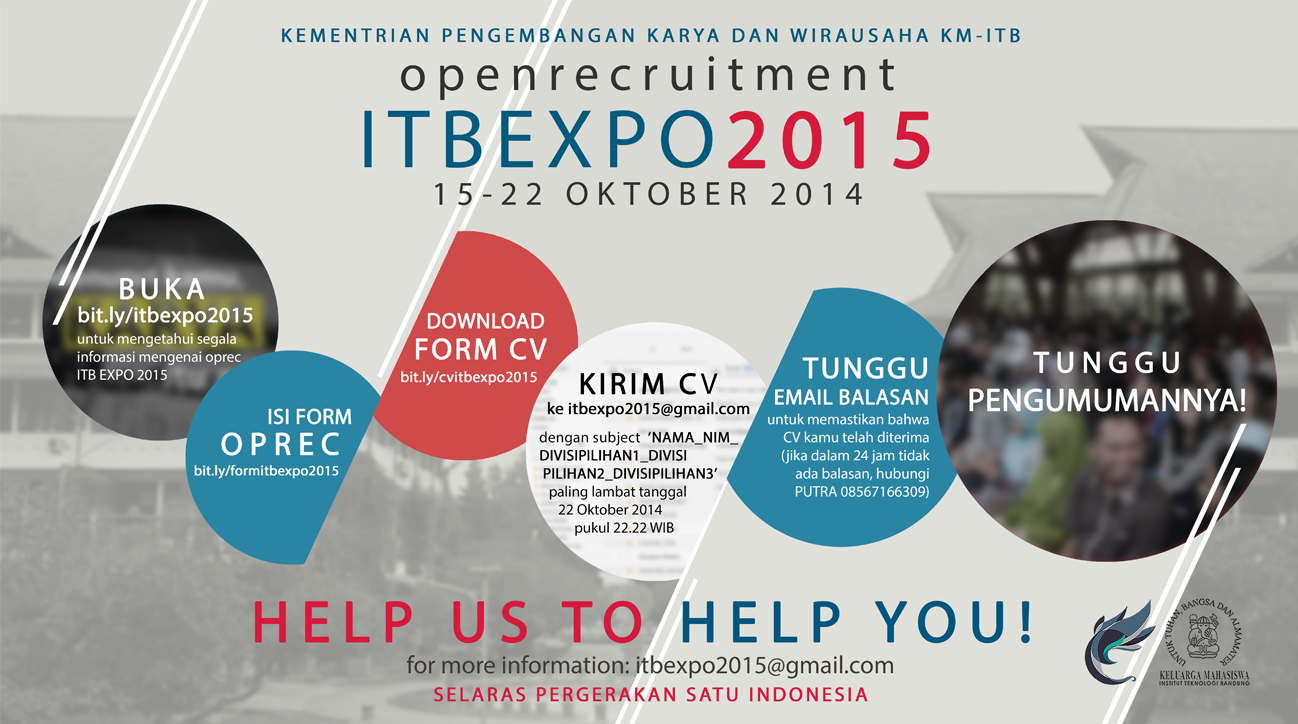 KEMENTRIAN PENGEMBANGAN KARYA DAN WIRAUSAHA KM-ITB
openrecruitment
ITBEXPO2015
15-22 OKTOBER 2014
BUKA
bit.ly/itbexpo2015
untuk mengetahui segala
informasi mengenai oprec
ITB EXPO 2015
ISI FORM
OPREC
bit.ly/formitbexpo2015
DOWNLOAD
FORM CV
bit.ly/cvitbexpo2015
KIRIM CV
ke itbexpo2015@gmail.com
dengan subject 'NAMA_NIM_
DIVISIPILIHAN1_DIVISI
PILIHAN2_DIVISIPILIHAN3'
paling lambat tanggal
22 Oktober 2014
pukul 22.22 WIB
TUNGGU
EMAIL BALASAN
untuk memastikan bahwa
CV kamu telah diterima
(jika dalam 24 jam tidak
ada balasan, hubungi
PUTRA 08567166309)
TUNGGU
PENGUMUMANNYA!
HELP US TO HELP YOU!
for more information: itbexpo2015@gmail.com
SELARAS PERGERAKAN SATU INDONESIA
UNTUK TUHAN, BANGSA DAN ALMAMATER
KELUARGA MAHASISWA
INSTITUT TEKNOLOGI BANDUNG